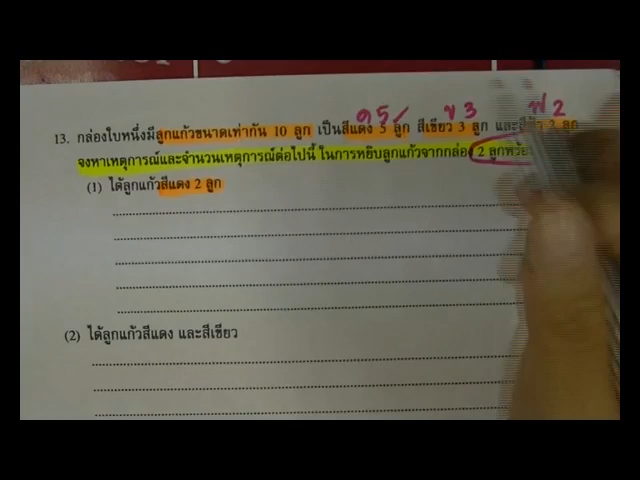 ด 5 ข 3 ฟ 2
13. กล่องใบหนึ่งมีลูกแก้วขนาดเท่ากัน 10 ลูก เป็นสีแดง 5 ลูก สีเขียว 3 ลูก และสีฟ้า 2 ลูก
จงหาเหตุการณ์และจำนวนเหตุการณ์ต่อไปนี้ ในการหยิบลูกแก้วจากกล่อง 2 ลูก
(1) ได้ลูกแก้วสีแดง 2 ลูก
(2) ได้ลูกแก้วสีแดง และสีเขียว